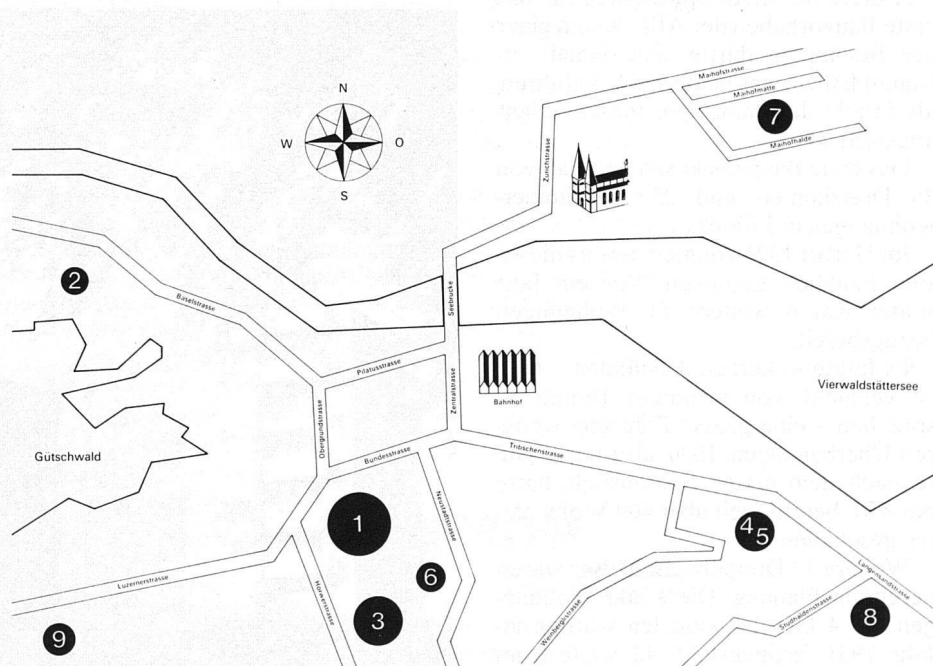 N
W
O
S
Maihofstrasse
Maihofmatte
7
Maihofhalde
Zürichstrasse
2
Baselstrasse
Seebrücke
Pilatusstrasse
Zentralstrasse
Bahnhof
Vierwaldstättersee
Obergrundstrasse
Gütschwald
Bundesstrasse
Tribschenstrasse
Neustadtstrasse
1
4
5
6
Luzernerstrasse
Horwerstrasse
Langensandstrasse
Weinberglistrasse
Studhaldenstrasse
3
8
9